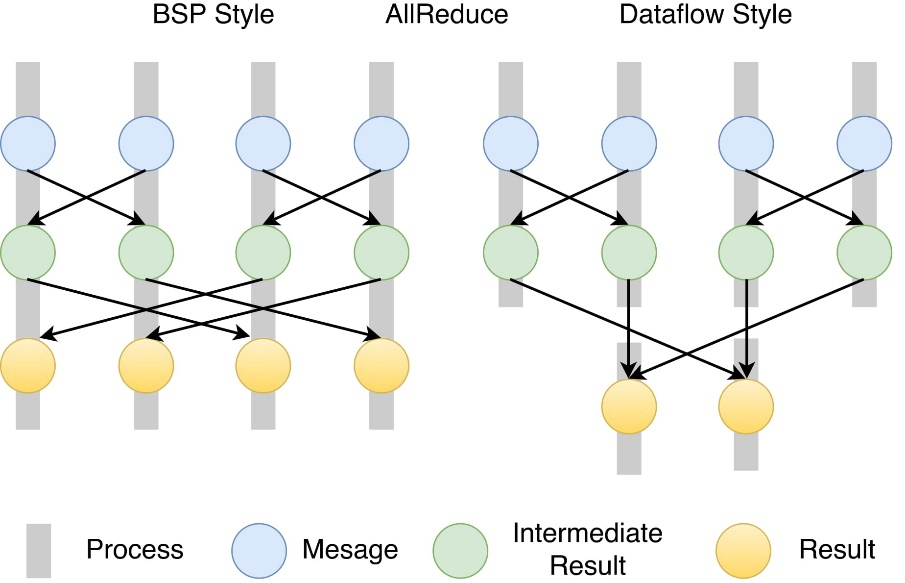 BSP Style
AllReduce
Dataflow Style
Process
Mesage
Intermediate
Result
Result